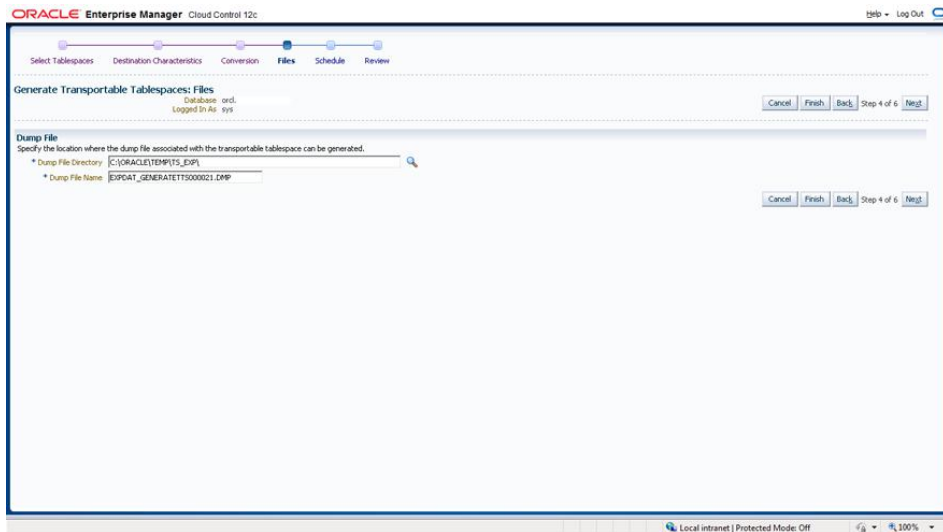 ORACLE Enterprise Manager Cloud Control 12c
Help Log Out
Select Tablespaces Destination Characteristics Conversion Files Schedule Review
Generate Transportable Tablespaces: Files
Database orcl.
Logged In As sys
Cancel Finish Back Step 4 of 6 Next
Dump File
Specify the location where the dump file associated with the transportable tablespace can be generated.
* Dump File Directory C:\ORACLE\TEMP\TS_EXP\
* Dump File Name EXPDAT_GENERATETTS000021.DMP
Cancel Finish Back Step 4 of 6 Next
Local intranet | Protected Mode: Off 100%